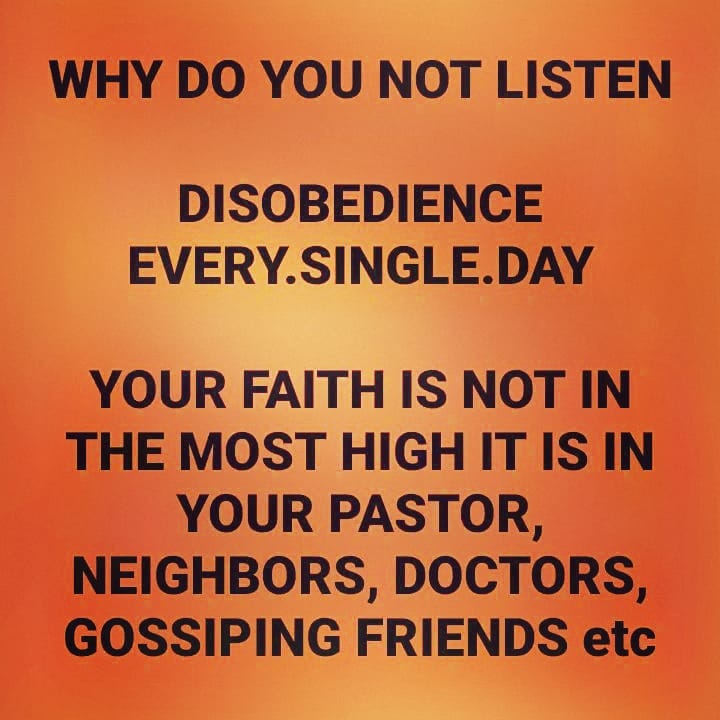 WHY DO YOU NOT LISTEN
DISOBEDIENCE
EVERY.SINGLE.DAY
YOUR FAITH IS NOT IN
THE MOST HIGH IT IS IN
YOUR PASTOR,
NEIGHBORS, DOCTORS,
GOSSIPING FRIENDS etc